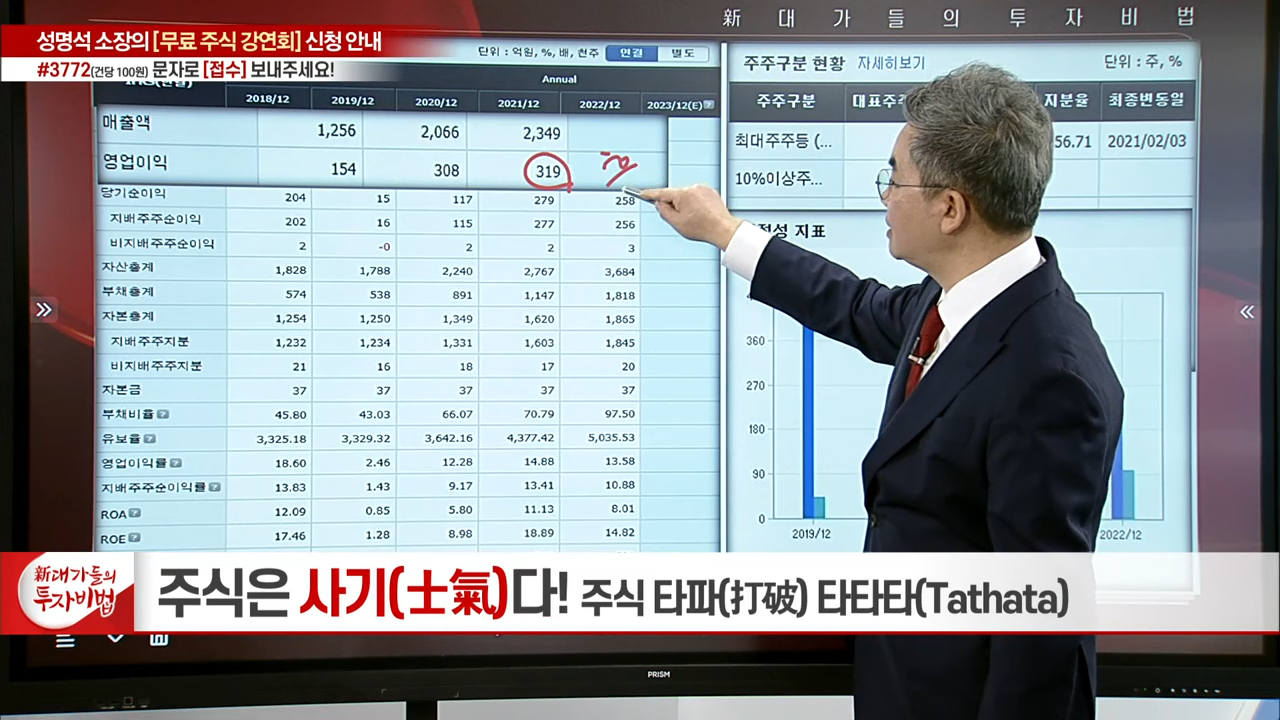 新 대 가 들 의 투 자 비 법
성명석 소장의 [무료 주식 강연회] 신청 안내
#3772(건당 100원) 문자로 [접수] 보내주세요!
단위 : 억원, %, 배, 천주 연결 별도
Annual
2018/12 2019/12 2020/12 2021/12 2022/12 2023/12(E)
매출액 1,256 2,066 2,349
영업이익 154 308 319
당기순이익 204 15 117 279 258
지배주주순이익 202 16 115 277 256
비지배주주순이익 2 -0 2 2 3
자산총계 1,828 1,788 2,240 2,767 3,684
부채총계 574 538 891 1,147 1,818
자본총계 1,254 1,250 1,349 1,620 1,865
지배주주지분 1,232 1,234 1,331 1,603 1,845
비지배주주지분 21 16 18 17 20
자본금 37 37 37 37 37
부채비율 45.80 43.03 66.07 70.79 97.50
유보율 3,325.18 3,329.32 3,642.16 4,377.42 5,035.53
영업이익률 18.60 2.46 12.28 14.88 13.58
지배주주순이익률 13.83 1.43 9.17 13.41 10.88
ROA 12.09 0.85 5.80 11.13 8.01
ROE 17.46 1.28 8.98 18.89 14.82
주주구분 현황 자세히보기 단위 : 주, %
주주구분 지분율 최종변동일
최대주주등 (... 56.71 2021/02/03
10%이상주...
지표
360
270
180
90
0
2019/12 2022/12
新대가들의
투자비법
주식은 사기(士氣)다! 주식 타파(打破) 타타타(Tathata)
PRISM